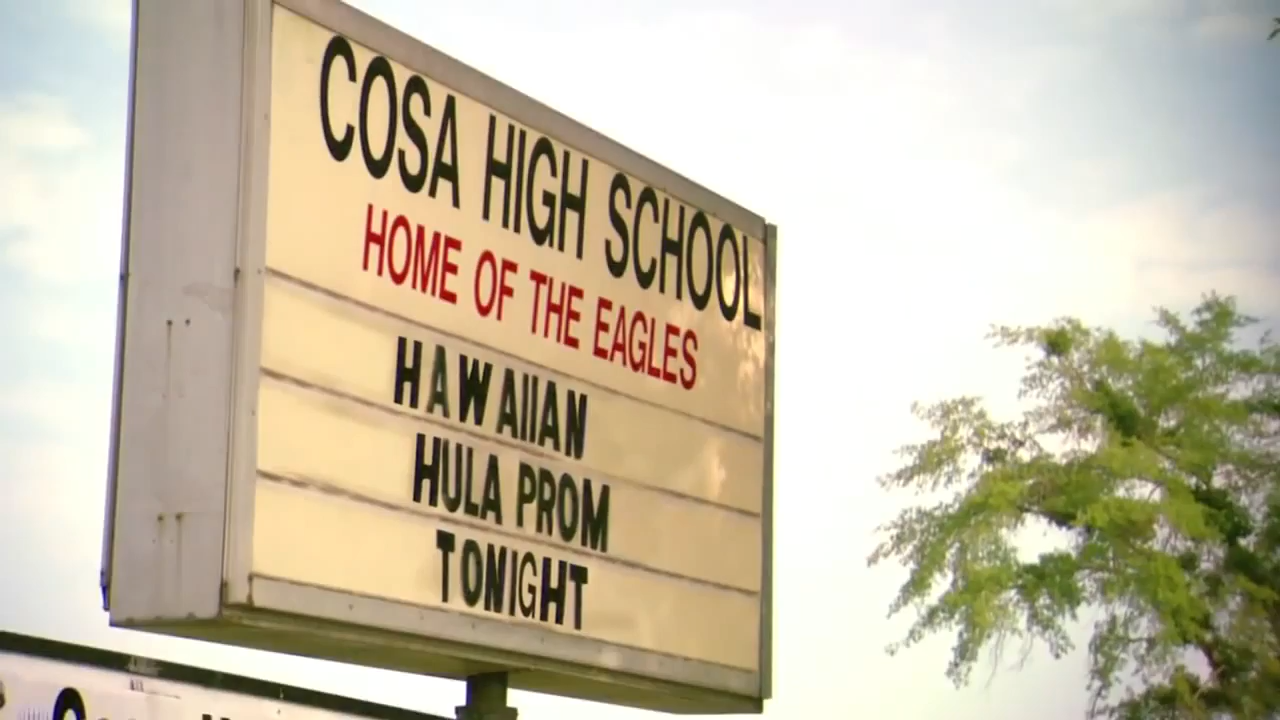 COSA HIGH SCHOOL
HOME OF THE EAGLES
HAWAIIAN
HULA PROM
TONIGHT